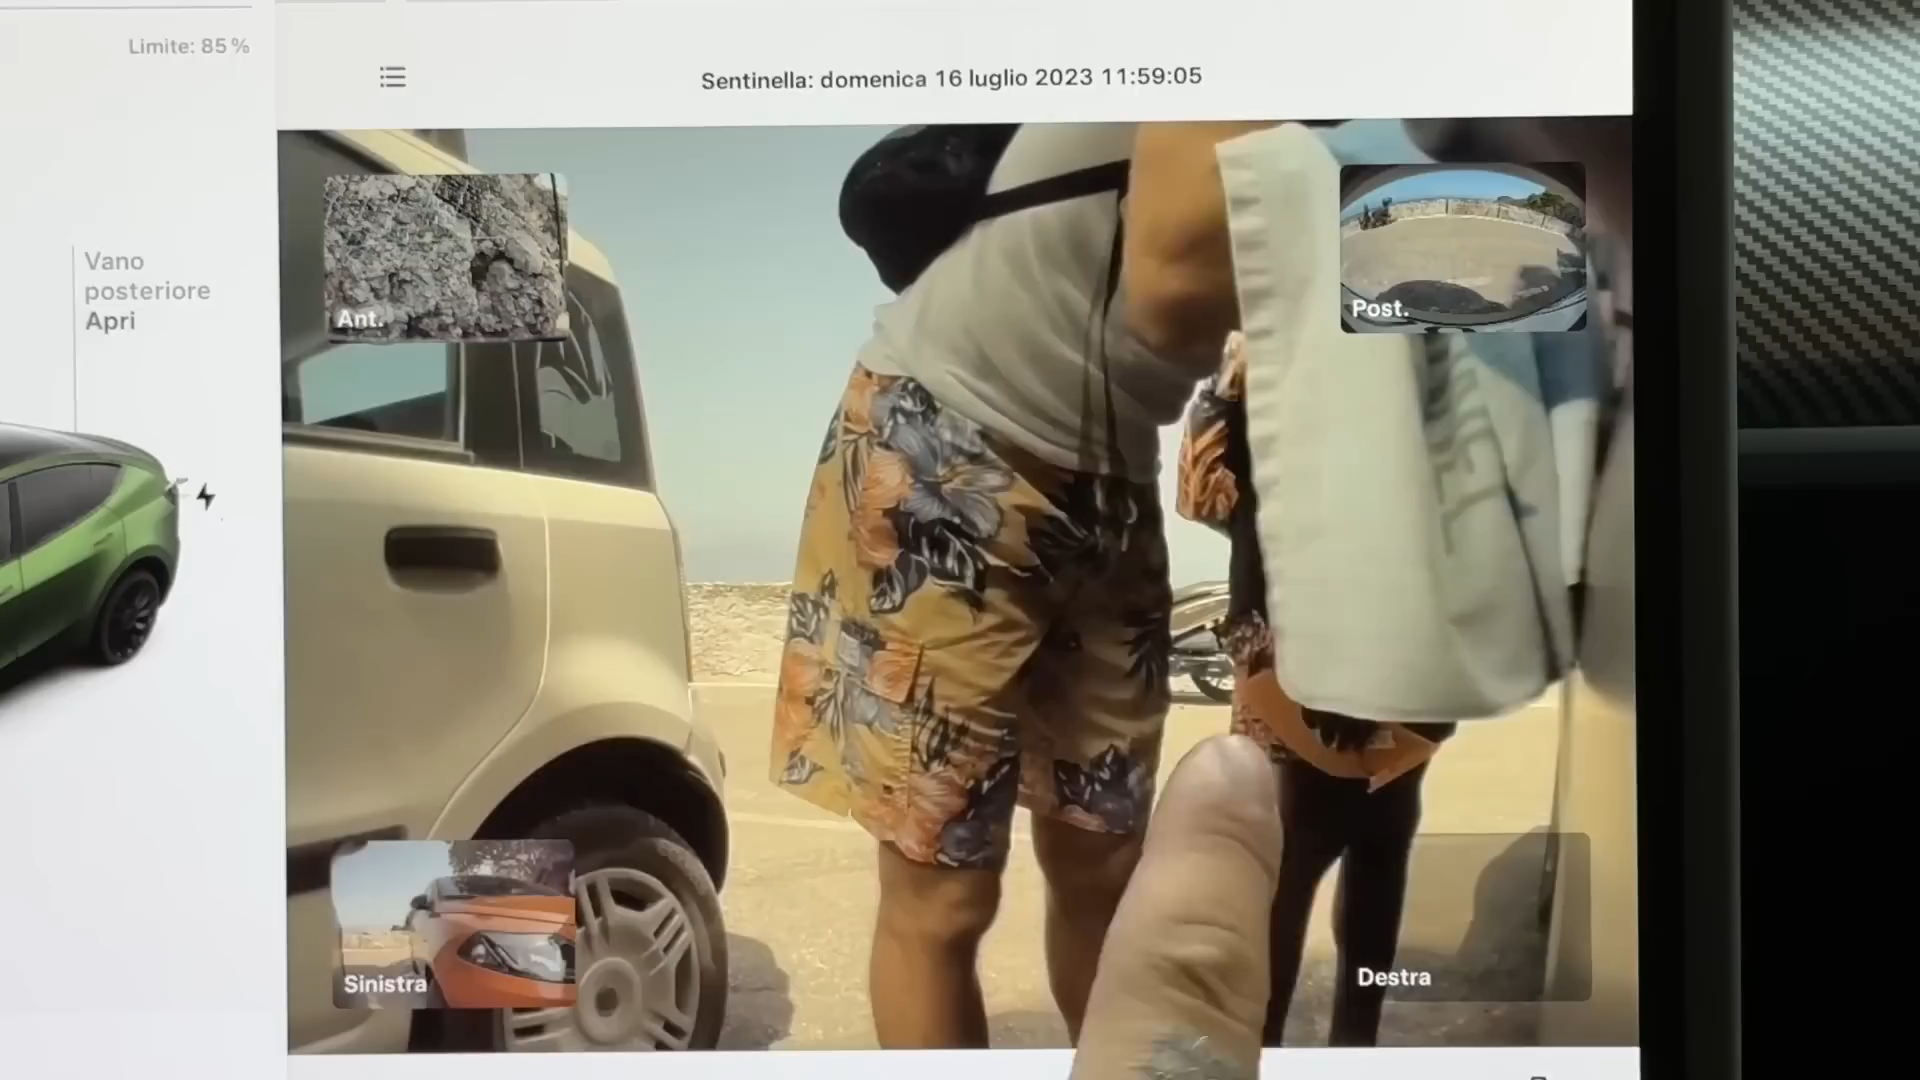 Limite: 85 %
Sentinella: domenica 16 luglio 2023 11:59:05
Vano
posteriore
Apri
Ant.
Post.
Sinistra
Destra